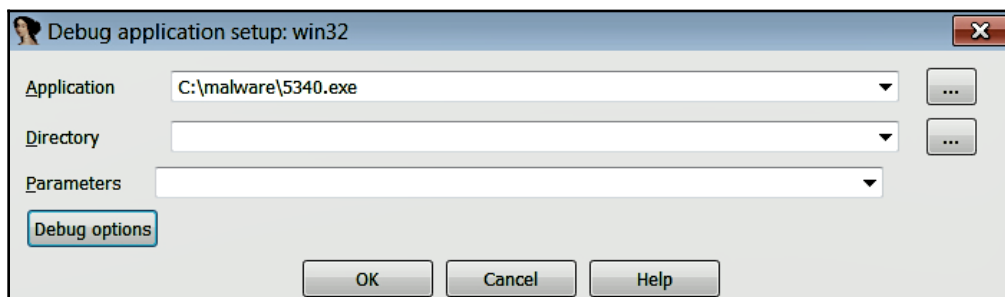 Debug application setup: win32
Application C:\malware\5340.exe ...
Directory ...
Parameters
Debug options
OK Cancel Help